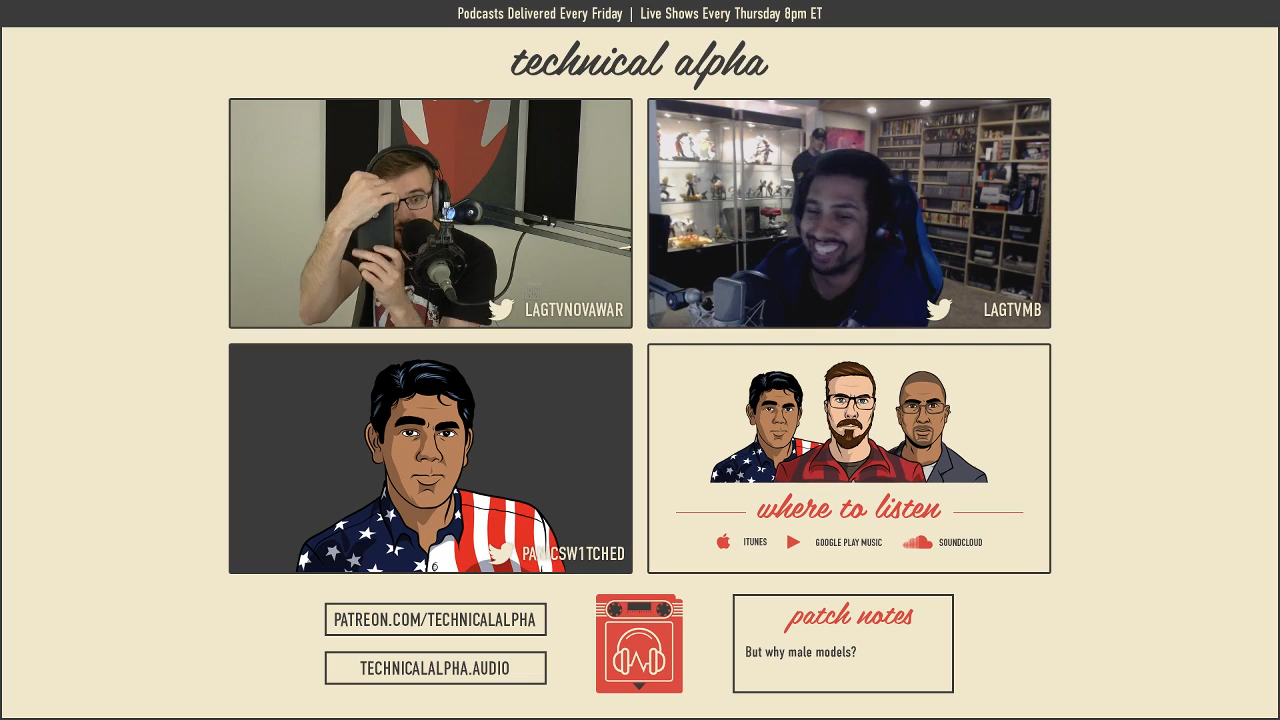 Podcasts Delivered Every Friday | Live Shows Every Thursday 8pm ET
technical alpha
LAGTVNOVAWAR
LAGTVMB
PANICSW1TCHED
where to listen
ITUNES
GOOGLE PLAY MUSIC
SOUNDCLOUD
PATREON.COM/TECHNICALALPHA
TECHNICALALPHA.AUDIO
patch notes
But why male models?